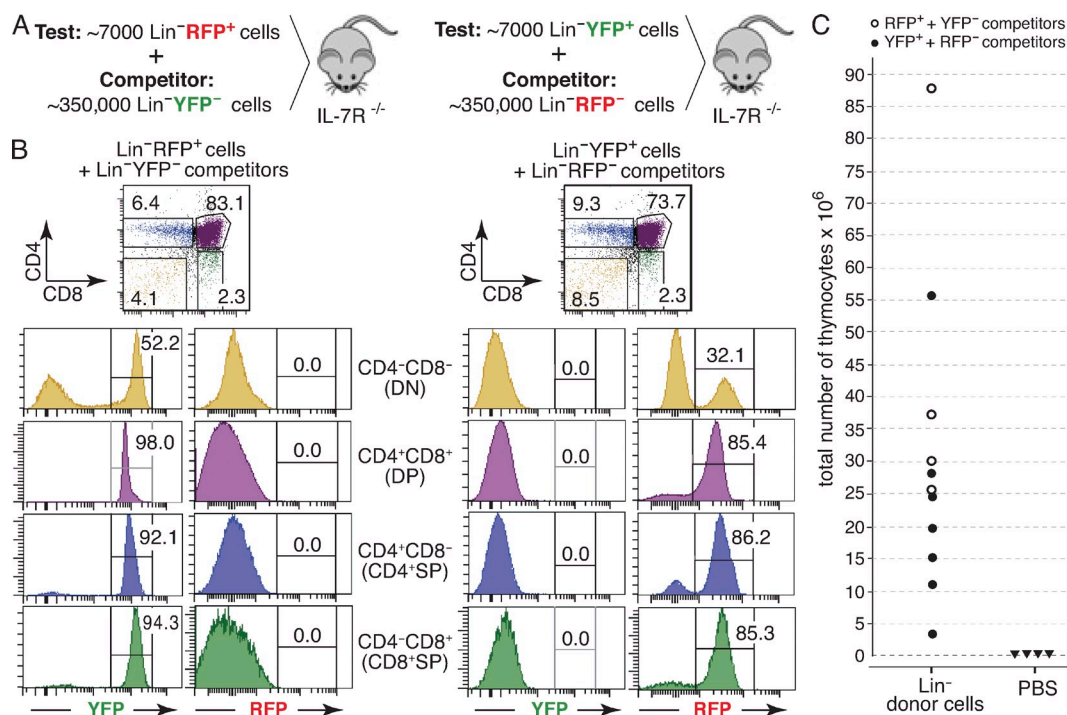 A
Test: ~7000 Lin⁻RFP⁺ cells
+
Competitor:
~350,000 Lin⁻YFP⁻ cells
IL-7R ⁻/⁻
Test: ~7000 Lin⁻YFP⁺ cells
+
Competitor:
~350,000 Lin⁻RFP⁻ cells
IL-7R ⁻/⁻
B
Lin⁻RFP⁺ cells
+ Lin⁻YFP⁻ competitors
6.4 83.1
4.1 2.3
CD4
CD8
Lin⁻YFP⁺ cells
+ Lin⁻RFP⁻ competitors
9.3 73.7
8.5 2.3
CD4
CD8
52.2 0.0
CD4⁻CD8⁻
(DN)
0.0 32.1
98.0 0.0
CD4⁺CD8⁺
(DP)
0.0 85.4
92.1 0.0
CD4⁺CD8⁻
(CD4⁺SP)
0.0 86.2
94.3 0.0
CD4⁻CD8⁺
(CD8⁺SP)
0.0 85.3
YFP RFP YFP RFP
C
RFP⁺ + YFP⁻ competitors
YFP⁺ + RFP⁻ competitors
total number of thymocytes x 10⁶
90
85
75
70
65
60
55
50
45
40
35
30
25
20
15
10
5
0
Lin⁻
donor cells
PBS